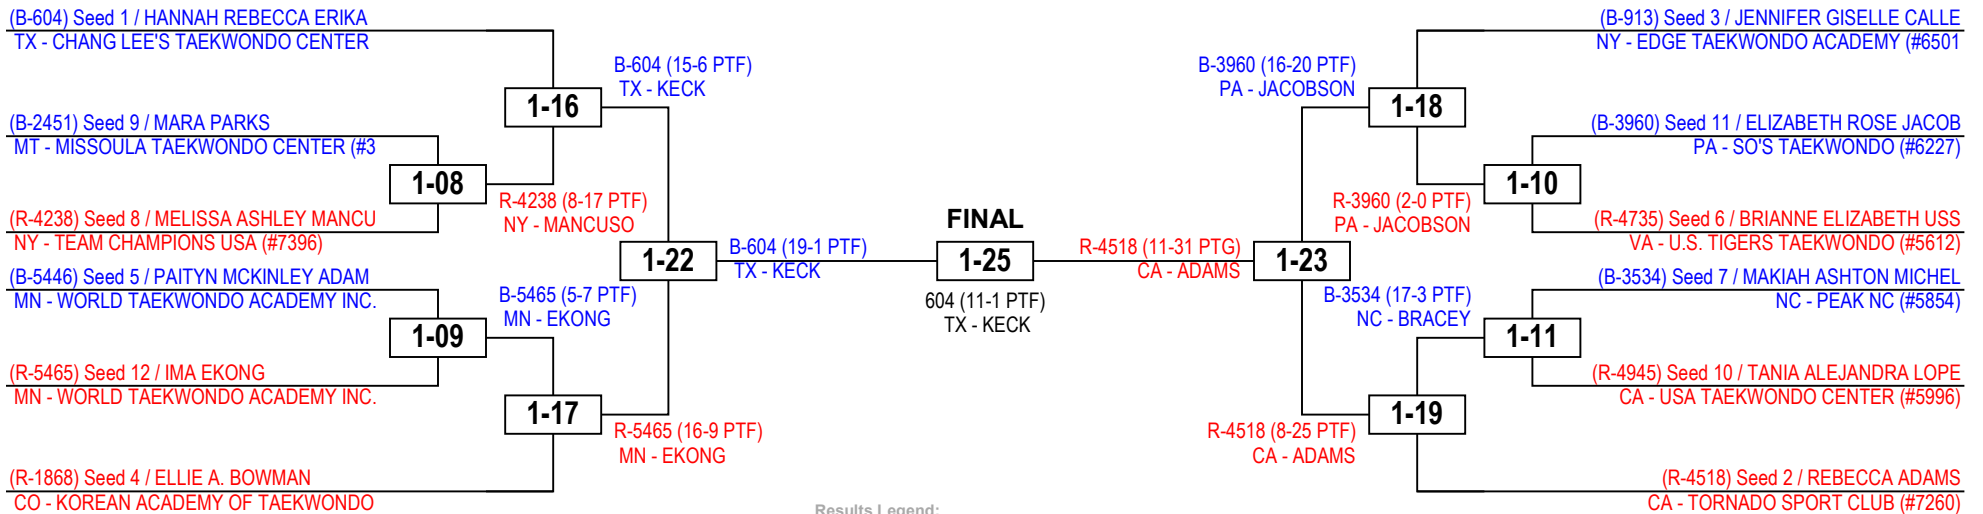 (B-604) Seed 1 / HANNAH REBECCA ERIKA
TX - CHANG LEE'S TAEKWONDO CENTER
B-604 (15-6 PTF)
TX - KECK
1-16
(B-2451) Seed 9 / MARA PARKS
MT - MISSOULA TAEKWONDO CENTER (#3
1-08
R-4238 (8-17 PTF)
NY - MANCUSO
(R-4238) Seed 8 / MELISSA ASHLEY MANCU
NY - TEAM CHAMPIONS USA (#7396)
1-22
B-604 (19-1 PTF)
TX - KECK
(B-5446) Seed 5 / PAITYN MCKINLEY ADAM
MN - WORLD TAEKWONDO ACADEMY INC.
B-5465 (5-7 PTF)
MN - EKONG
1-09
(R-5465) Seed 12 / IMA EKONG
MN - WORLD TAEKWONDO ACADEMY INC.
1-17
R-5465 (16-9 PTF)
MN - EKONG
(R-1868) Seed 4 / ELLIE A. BOWMAN
CO - KOREAN ACADEMY OF TAEKWONDO
FINAL
1-25
604 (11-1 PTF)
TX - KECK
Results Legend:
(B-913) Seed 3 / JENNIFER GISELLE CALLE
NY - EDGE TAEKWONDO ACADEMY (#6501
B-3960 (16-20 PTF)
PA - JACOBSON
1-18
(B-3960) Seed 11 / ELIZABETH ROSE JACOB
PA - SO'S TAEKWONDO (#6227)
1-10
R-3960 (2-0 PTF)
PA - JACOBSON
(R-4735) Seed 6 / BRIANNE ELIZABETH USS
VA - U.S. TIGERS TAEKWONDO (#5612)
R-4518 (11-31 PTG)
CA - ADAMS
1-23
(B-3534) Seed 7 / MAKIAH ASHTON MICHEL
NC - PEAK NC (#5854)
B-3534 (17-3 PTF)
NC - BRACEY
1-11
(R-4945) Seed 10 / TANIA ALEJANDRA LOPE
CA - USA TAEKWONDO CENTER (#5996)
1-19
R-4518 (8-25 PTF)
CA - ADAMS
(R-4518) Seed 2 / REBECCA ADAMS
CA - TORNADO SPORT CLUB (#7260)